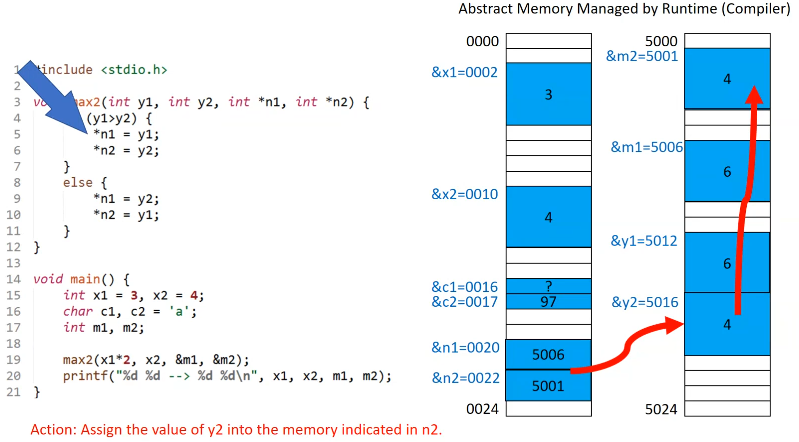 Abstract Memory Managed by Runtime (Compiler)
1 #include <stdio.h>
2
3 vo max2(int y1, int y2, int *n1, int *n2) {
4 (y1>y2) {
5 *n1 = y1;
6 *n2 = y2;
7 }
8 else {
9 *n1 = y2;
10 *n2 = y1;
11 }
12 }
13
14 void main() {
15 int x1 = 3, x2 = 4;
16 char c1, c2 = 'a';
17 int m1, m2;
18
19 max2(x1*2, x2, &m1, &m2);
20 printf("%d %d --> %d %d\n", x1, x2, m1, m2);
21 }
0000
&x1=0002
3
&x2=0010
4
&c1=0016
?
&c2=0017
97
&n1=0020
5006
&n2=0022
5001
0024
5000
&m2=5001
4
&m1=5006
6
&y1=5012
6
&y2=5016
4
5024
Action: Assign the value of y2 into the memory indicated in n2.